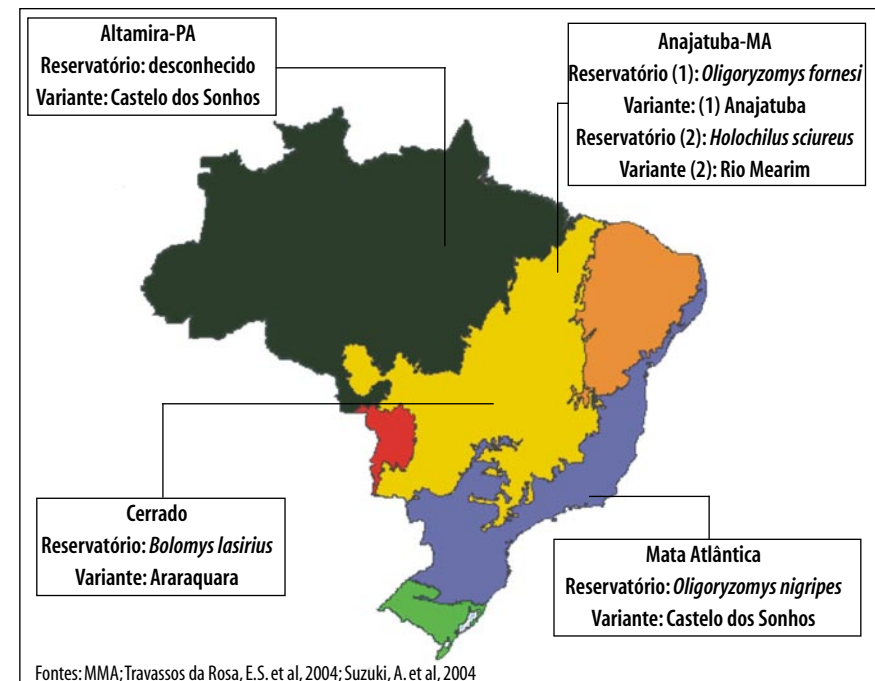 Altamira-PA
Reservatório: desconhecido
Variante: Castelo dos Sonhos
Anajatuba-MA
Reservatório (1): Oligoryzomys fornesi
Variante: (1) Anajatuba
Reservatório (2): Holochilus sciureus
Variante (2): Rio Mearim
Cerrado
Reservatório: Bolomys lasirius
Variante: Araraquara
Mata Atlântica
Reservatório: Oligoryzomys nigripes
Variante: Castelo dos Sonhos
Fontes: MMA; Travassos da Rosa, E.S. et al, 2004; Suzuki, A. et al, 2004